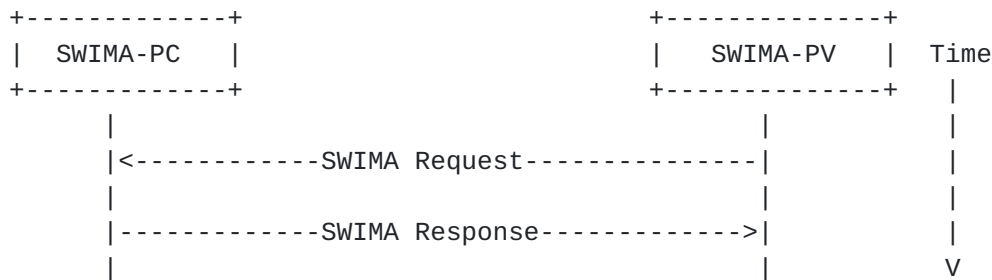 SWIMA-PC SWIMA-PV Time
SWIMA Request
SWIMA Response
V